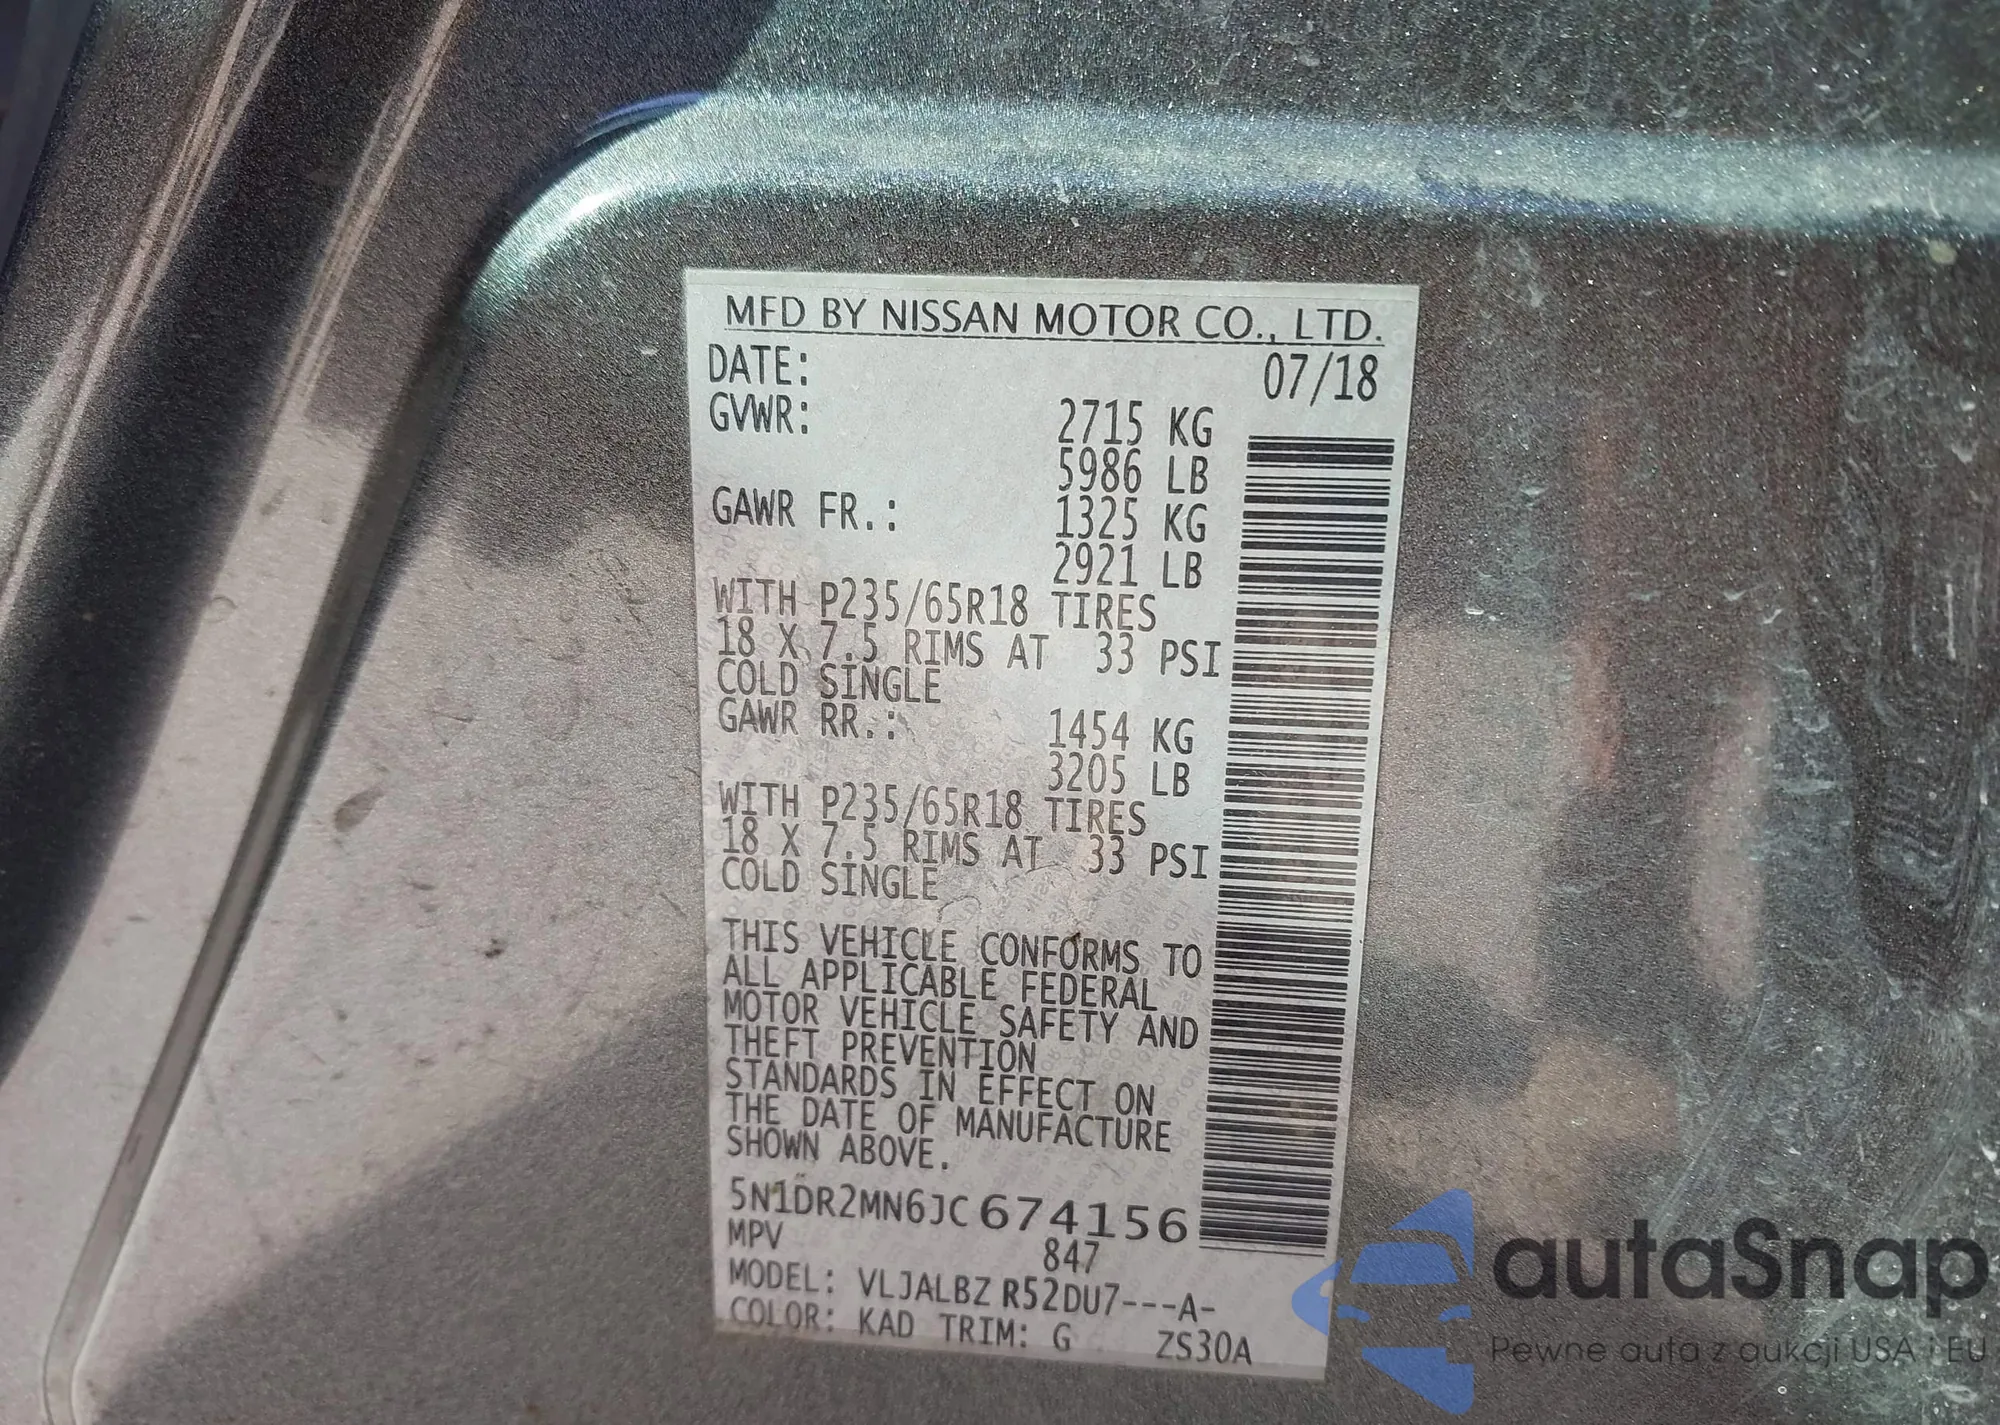 MFD BY NISSAN MOTOR CO., LTD.
DATE: 07/18
GVWR: 2715 KG
5986 LB
GAWR FR.: 1325 KG
2921 LB
WITH P235/65R18 TIRES
18 X 7.5 RIMS AT 33 PSI
COLD SINGLE
GAWR RR.: 1454 KG
3205 LB
WITH P235/65R18 TIRES
18 X 7.5 RIMS AT 33 PSI
COLD SINGLE
THIS VEHICLE CONFORMS TO
ALL APPLICABLE FEDERAL
MOTOR VEHICLE SAFETY AND
THEFT PREVENTION
STANDARDS IN EFFECT ON
THE DATE OF MANUFACTURE
SHOWN ABOVE.
5N1DR2MN6JC674156
MPV 847
MODEL: VLJALBZ R52DU7---A-
COLOR: KAD TRIM: G ZS30A
autaSnap
Pewne auta z aukcji USA i EU